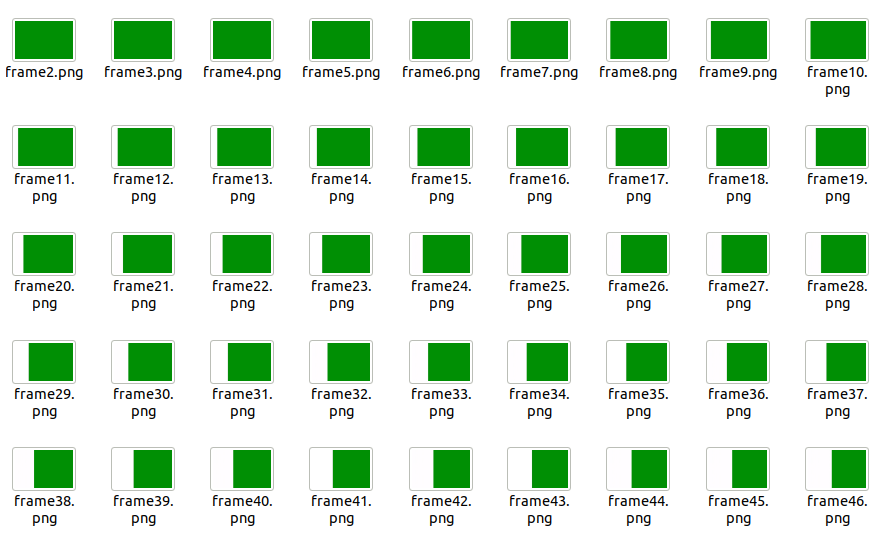 frame2.png frame3.png frame4.png frame5.png frame6.png frame7.png frame8.png frame9.png frame10.
png
frame11. frame12. frame13. frame14. frame15. frame16. frame17. frame18. frame19.
png png png png png png png png png
frame20. frame21. frame22. frame23. frame24. frame25. frame26. frame27. frame28.
png png png png png png png png png
frame29. frame30. frame31. frame32. frame33. frame34. frame35. frame36. frame37.
png png png png png png png png png
frame38. frame39. frame40. frame41. frame42. frame43. frame44. frame45. frame46.
png png png png png png png png png